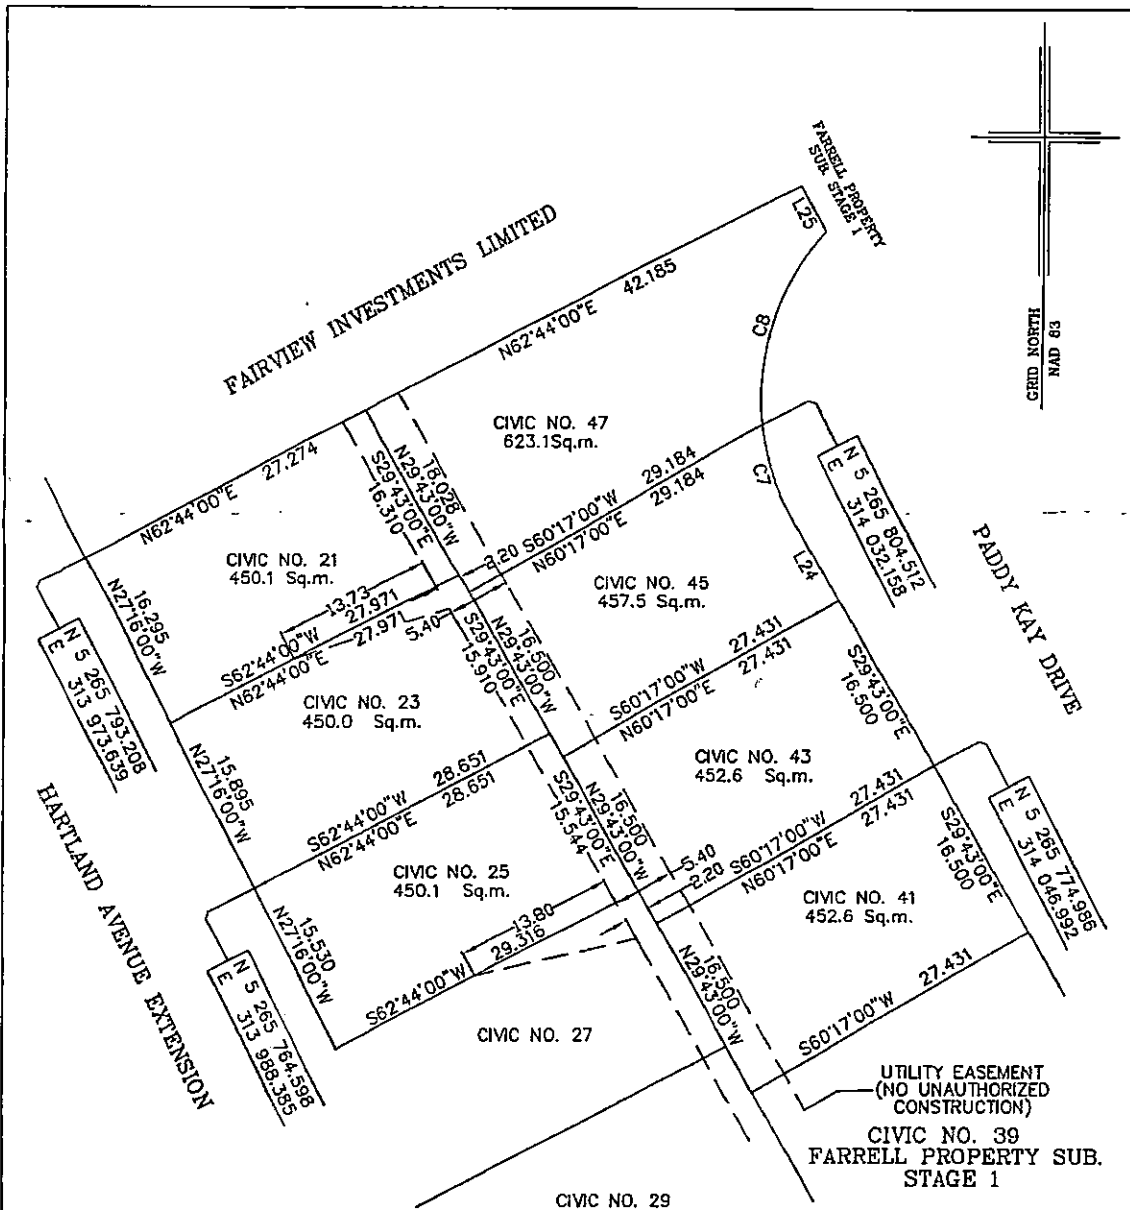 FARRELL PROPERTY
SUB. STAGE 1
L25
FAIRVIEW INVESTMENTS LIMITED
N62°44'00"E 42.185
C8
GRID NORTH
NAD 83
CIVIC NO. 47
623.1Sq.m.
N62°44'00"E 27.274
18.028
N29°43'00"W
S29°43'00"E
16.310
S60°17'00"W 29.184
N60°17'00"E 29.184
C7
N 5 265 804.512
E 314 032.158
CIVIC NO. 21
450.1 Sq.m.
2.20
CIVIC NO. 45
457.5 Sq.m.
L24
PADDY KAY DRIVE
16.295
N27°16'00"W
13.73
S62°44'00"W 27.971
N62°44'00"E 27.971
5.40
N 5 265 793.208
E 313 973.639
CIVIC NO. 23
450.0 Sq.m.
16.500
N29°43'00"W
S29°43'00"E
15.910
S60°17'00"W 27.431
N60°17'00"E 27.431
S29°43'00"E
16.500
15.895
N27°16'00"W
S62°44'00"W 28.651
N62°44'00"E 28.651
CIVIC NO. 43
452.6 Sq.m.
HARTLAND AVENUE EXTENSION
CIVIC NO. 25
450.1 Sq.m.
16.500
N29°43'00"W
S29°43'00"E
15.544
5.40
2.20
S60°17'00"W 27.431
N60°17'00"E 27.431
S29°43'00"E
16.500
N 5 265 774.986
E 314 046.992
15.530
N27°16'00"W
13.80
S62°44'00"W 29.316
CIVIC NO. 41
452.6 Sq.m.
N 5 265 764.598
E 313 988.385
16.500
N29°43'00"W
S60°17'00"W 27.431
CIVIC NO. 27
UTILITY EASEMENT
(NO UNAUTHORIZED
CONSTRUCTION)
CIVIC NO. 39
FARRELL PROPERTY SUB.
STAGE 1
CIVIC NO. 29